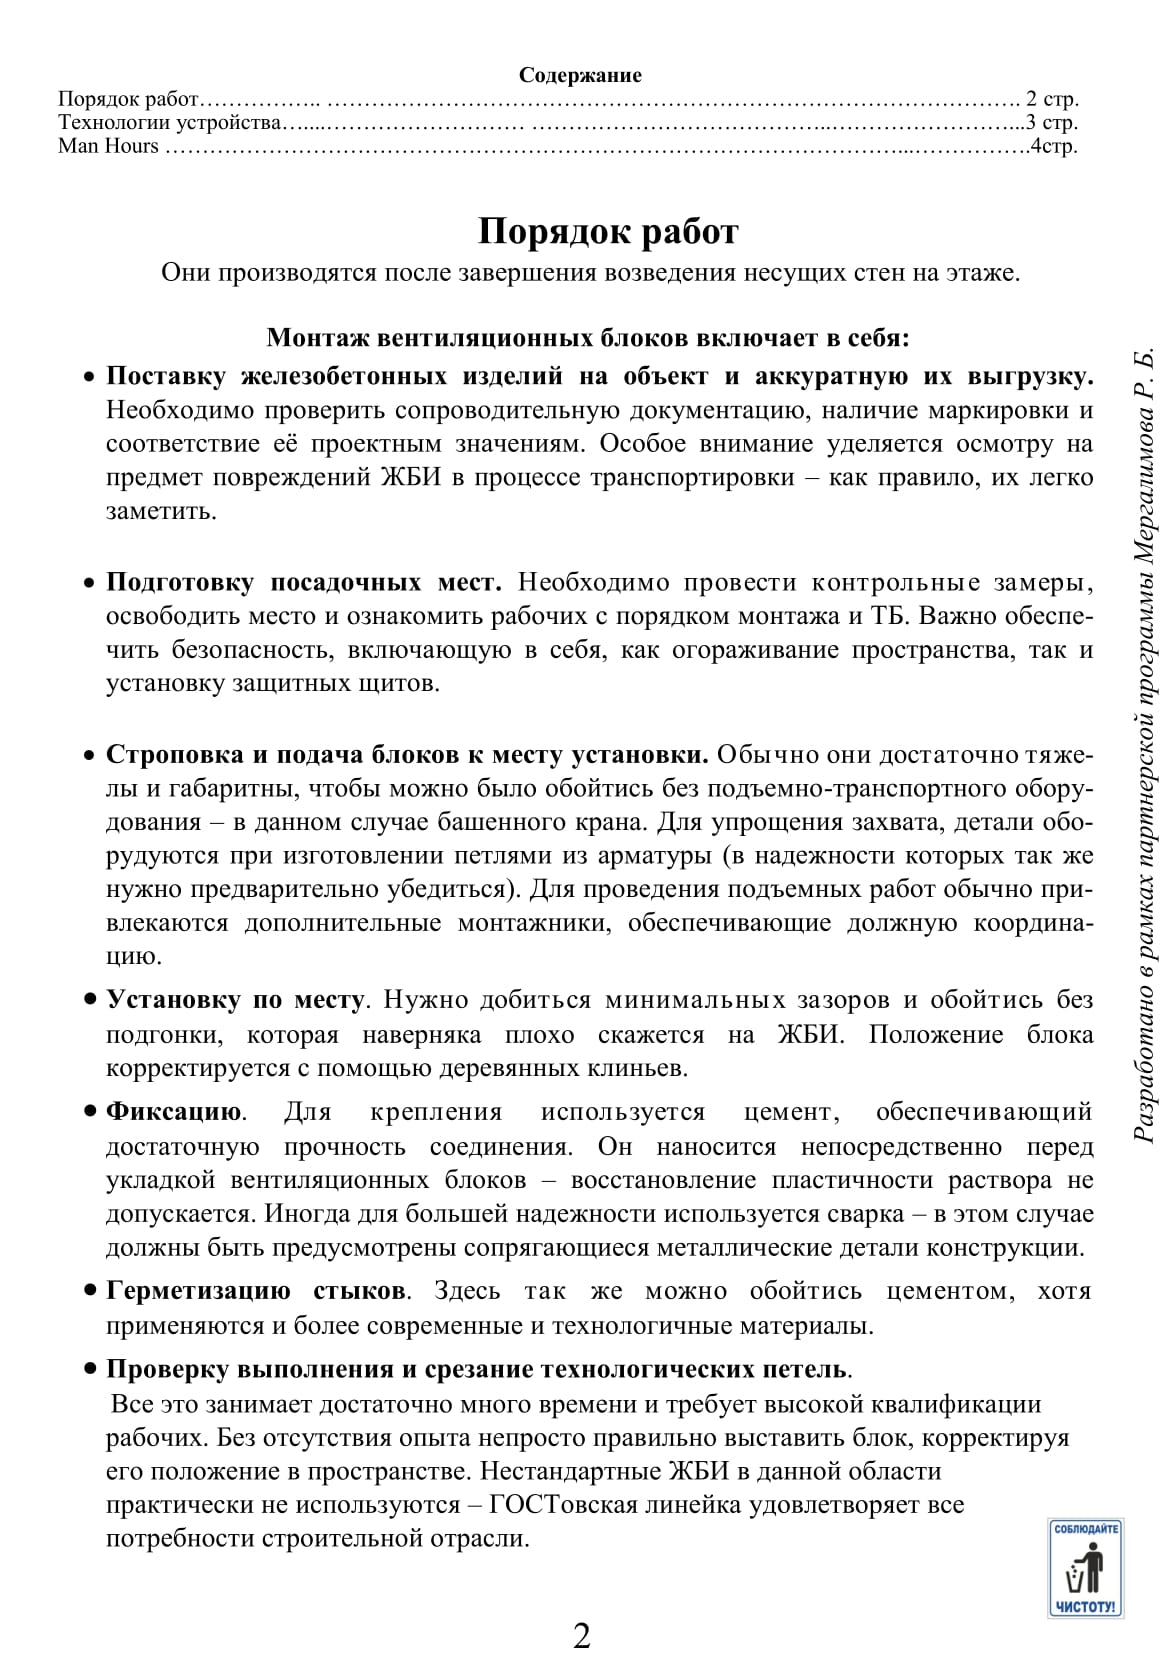 Содержание
Порядок работ…………….. …………………………………………………………………………………. 2 стр.
Технологии устройства…....……………………… …………………………………..……………………...3 стр.
Man Hours ………………………………………………………………………………………...…………….4стр.
Порядок работ
Они производятся после завершения возведения несущих стен на этаже.
Монтаж вентиляционных блоков включает в себя:
• Поставку железобетонных изделий на объект и аккуратную их выгрузку.
Необходимо проверить сопроводительную документацию, наличие маркировки и
соответствие её проектным значениям. Особое внимание уделяется осмотру на
предмет повреждений ЖБИ в процессе транспортировки – как правило, их легко
заметить.
• Подготовку посадочных мест. Необходимо провести контрольные замеры,
освободить место и ознакомить рабочих с порядком монтажа и ТБ. Важно обеспе-
чить безопасность, включающую в себя, как огораживание пространства, так и
установку защитных щитов.
• Строповка и подача блоков к месту установки. Обычно они достаточно тяже-
лы и габаритны, чтобы можно было обойтись без подъемно-транспортного обору-
дования – в данном случае башенного крана. Для упрощения захвата, детали обо-
рудуются при изготовлении петлями из арматуры (в надежности которых так же
нужно предварительно убедиться). Для проведения подъемных работ обычно при-
влекаются дополнительные монтажники, обеспечивающие должную координа-
цию.
• Установку по месту. Нужно добиться минимальных зазоров и обойтись без
подгонки, которая наверняка плохо скажется на ЖБИ. Положение блока
корректируется с помощью деревянных клиньев.
• Фиксацию. Для крепления используется цемент, обеспечивающий
достаточную прочность соединения. Он наносится непосредственно перед
укладкой вентиляционных блоков – восстановление пластичности раствора не
допускается. Иногда для большей надежности используется сварка – в этом случае
должны быть предусмотрены сопрягающиеся металлические детали конструкции.
• Герметизацию стыков. Здесь так же можно обойтись цементом, хотя
применяются и более современные и технологичные материалы.
• Проверку выполнения и срезание технологических петель.
Все это занимает достаточно много времени и требует высокой квалификации
рабочих. Без отсутствия опыта непросто правильно выставить блок, корректируя
его положение в пространстве. Нестандартные ЖБИ в данной области
практически не используются – ГОСТовская линейка удовлетворяет все
потребности строительной отрасли.
Разработано в рамках партнерской программы Мергалимова Р. Б.
СОБЛЮДАЙТЕ
ЧИСТОТУ!
2